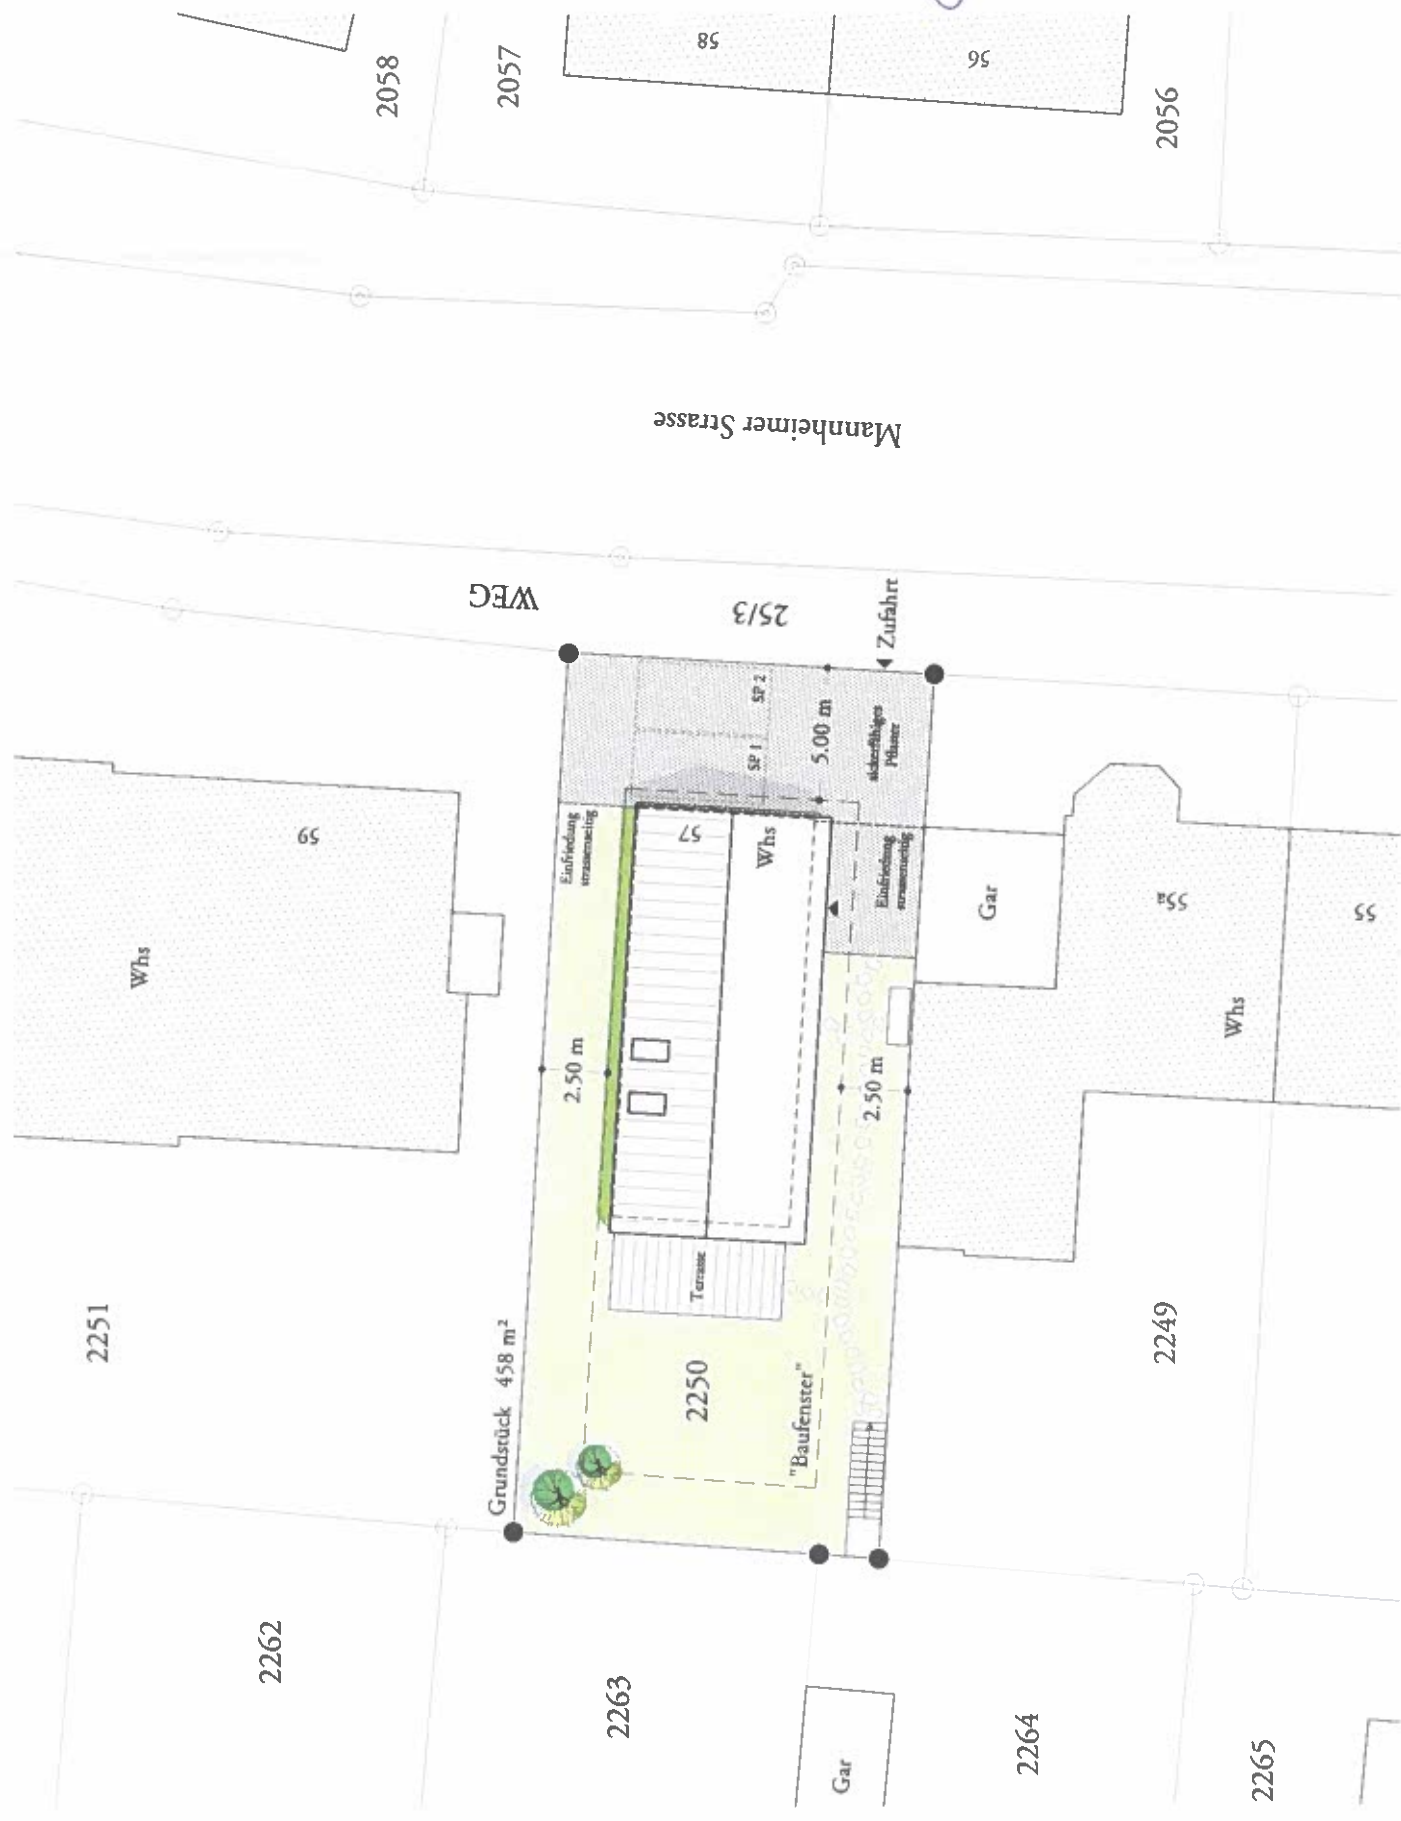 58
56
2058
2057
2056
Mannheimer Strasse
WEG
25/3
Zufahrt
SP 2
SP 1
5.00 m
sickerfähiges
Pflaster
59
Whs
Einfriedung
strassenseitig
57
Whs
Einfriedung
strassenseitig
Gar
55a
55
Whs
2.50 m
2.50 m
Terrasse
2251
Grundstück 458 m²
2250
"Baufenster"
2249
2262
2263
Gar
2264
2265